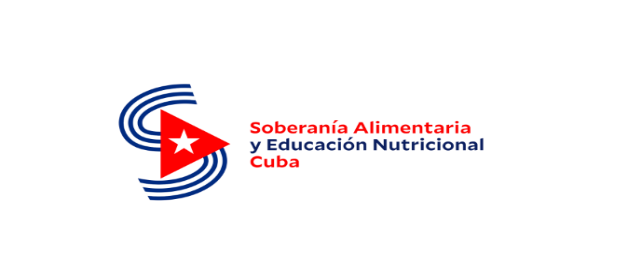 Soberanía Alimentaria
y Educación Nutricional
Cuba